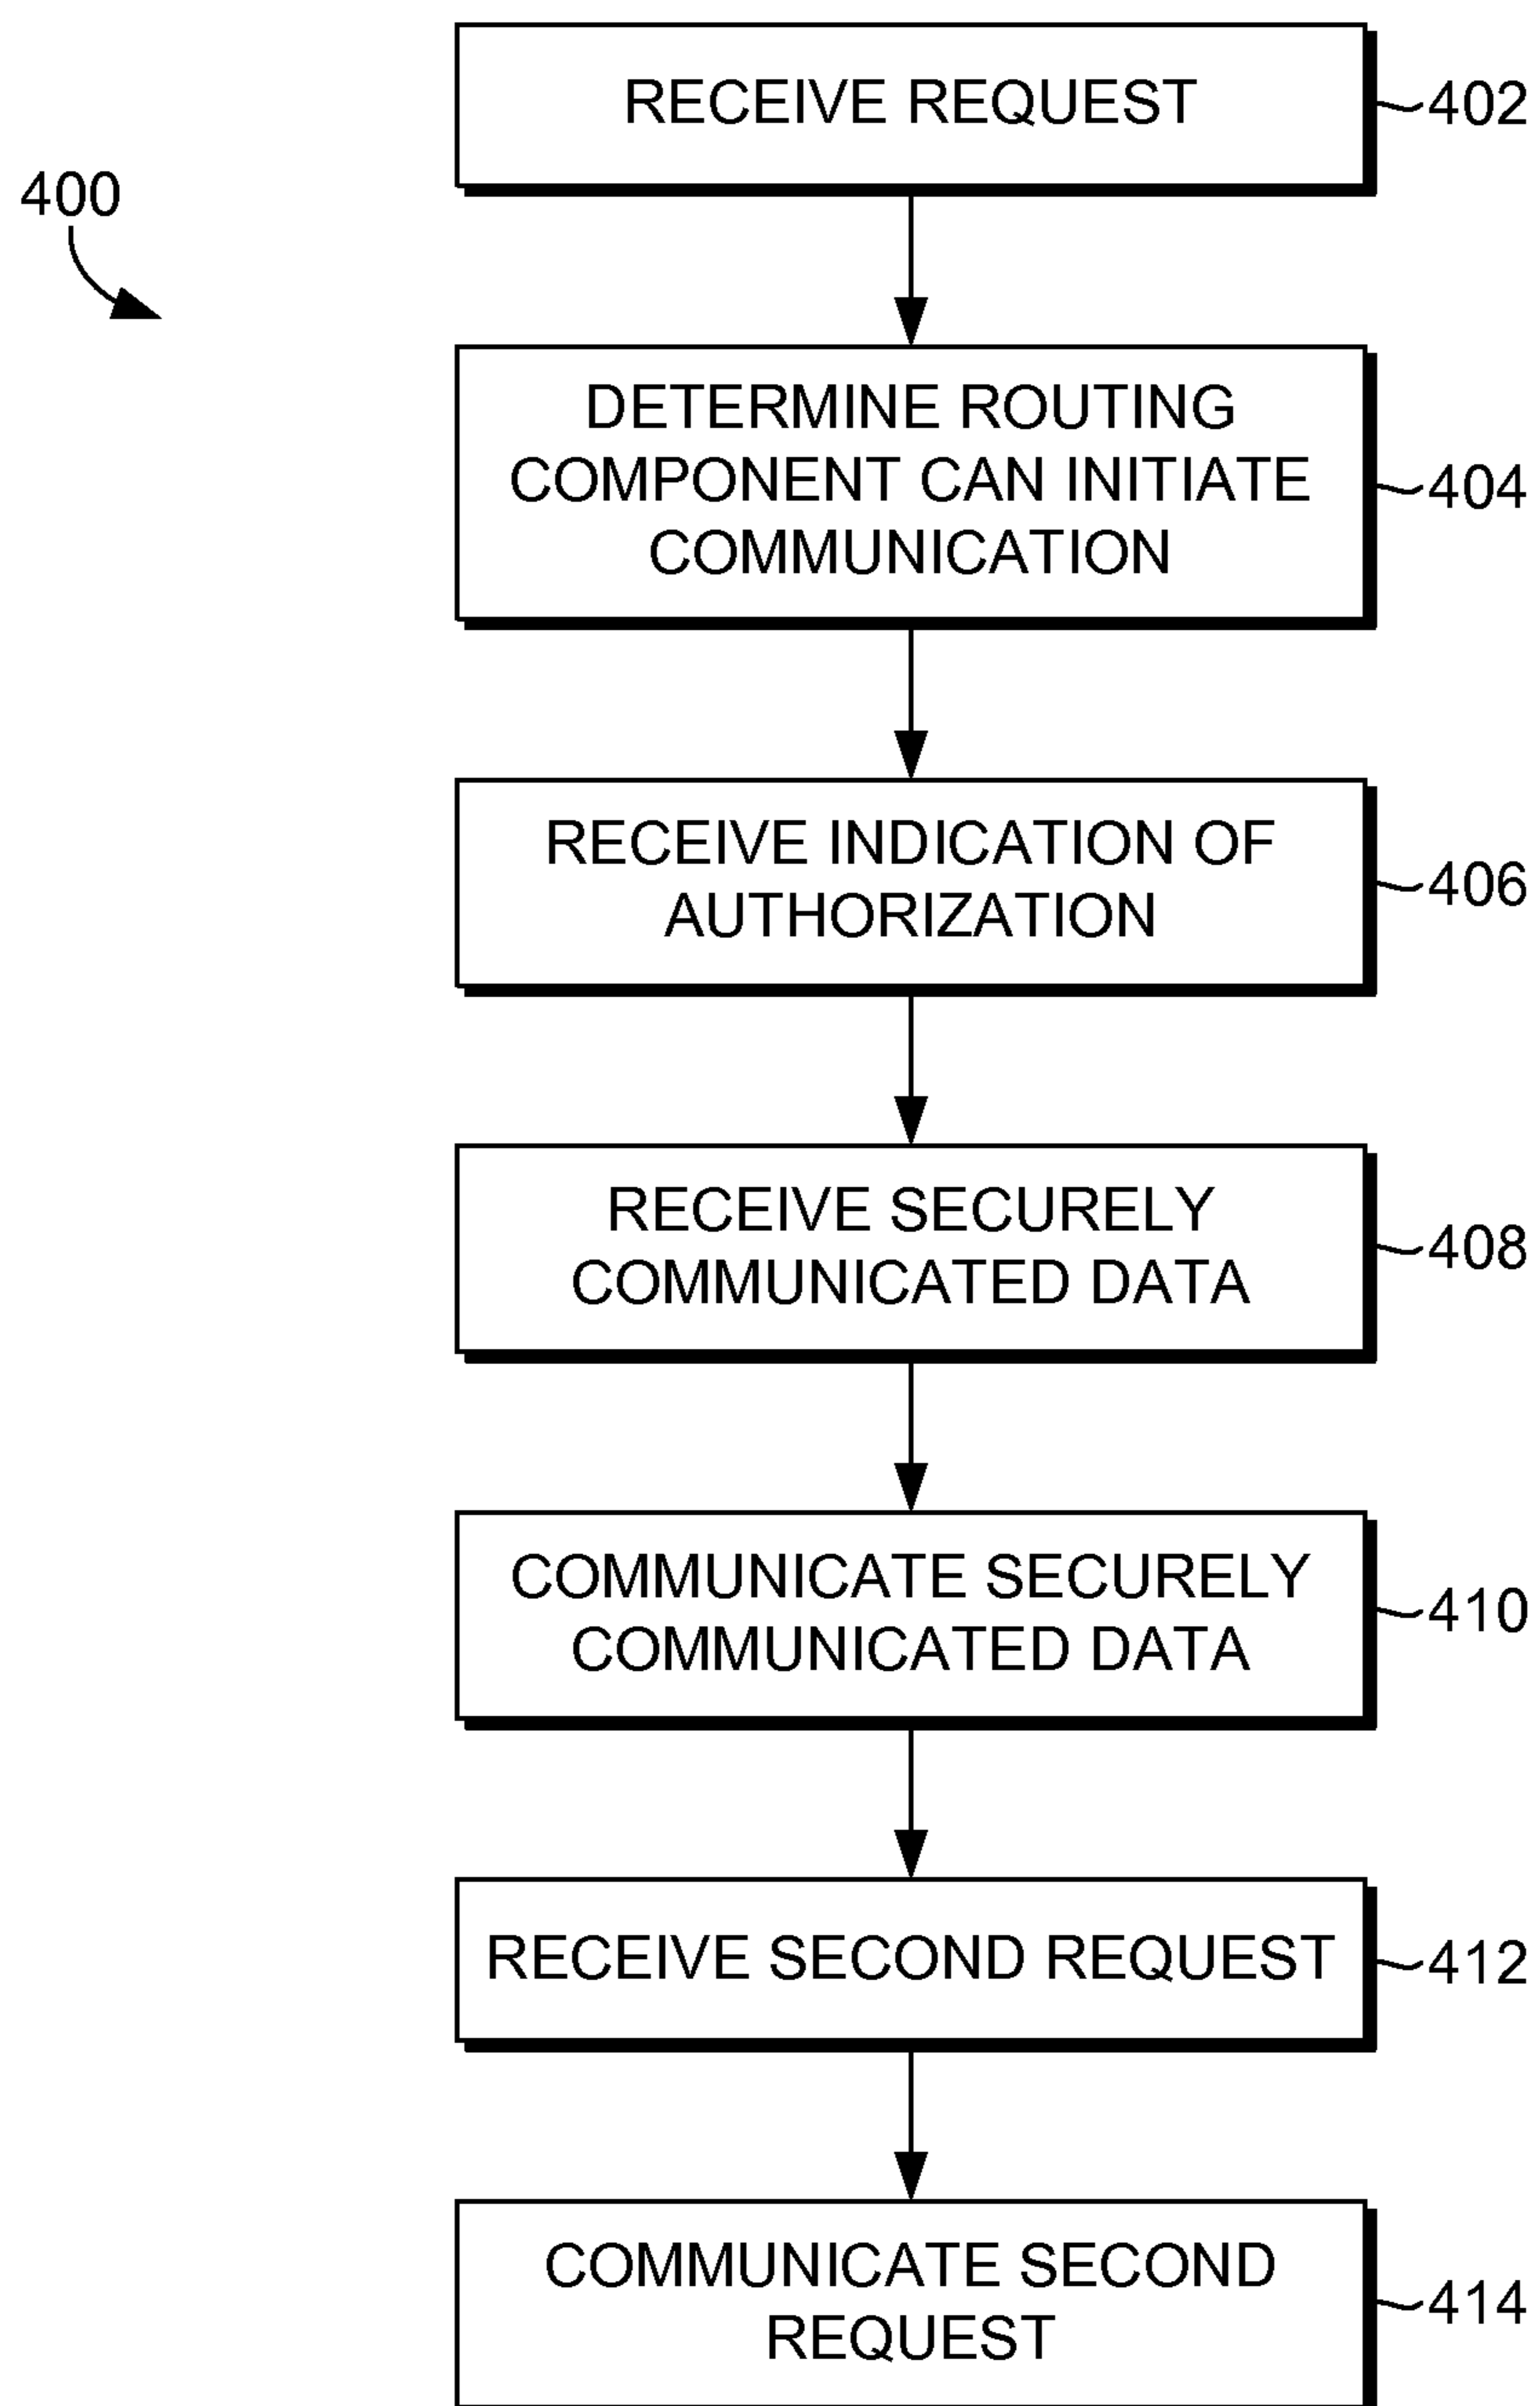 RECEIVE REQUEST
402
400
DETERMINE ROUTING
COMPONENT CAN INITIATE
COMMUNICATION
404
RECEIVE INDICATION OF
AUTHORIZATION
406
RECEIVE SECURELY
COMMUNICATED DATA
408
COMMUNICATE SECURELY
COMMUNICATED DATA
410
RECEIVE SECOND REQUEST
412
COMMUNICATE SECOND
REQUEST
414